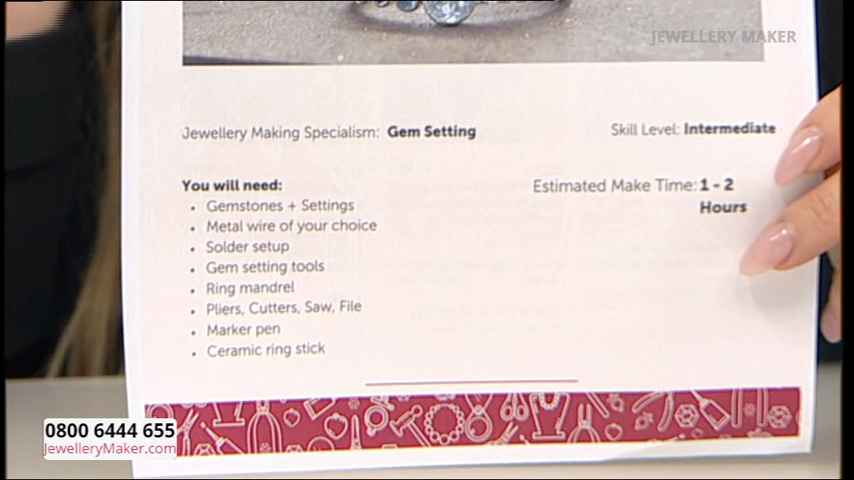 JEWELLERY MAKER
Jewellery Making Specialism: Gem Setting
Skill Level: Intermediate
You will need:
• Gemstones + Settings
• Metal wire of your choice
• Solder setup
• Gem setting tools
• Ring mandrel
• Pliers, Cutters, Saw, File
• Marker pen
• Ceramic ring stick
Estimated Make Time: 1 - 2
Hours
0800 6444 655
JewelleryMaker.com